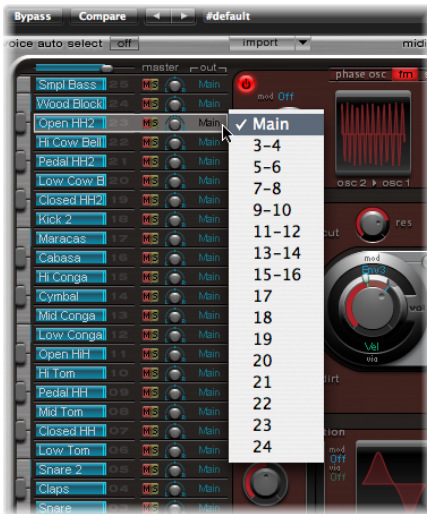 Bypass Compare #default
voice auto select off import midi
master out
Smpl Bass 25 M S Main
Wood Block 24 M S Main
Open HH2 23 M S Main
Hi Cow Bell 22 M S Main
Pedal HH2 21 M S Main
Low Cow B 20 M S Main
Closed HH2 19 M S Main
Kick 2 18 M S Main
Maracas 17 M S Main
Cabasa 16 M S Main
Hi Conga 15 M S Main
Cymbal 14 M S Main
Mid Conga 13 M S Main
Low Conga 12 M S Main
Open HiH 11 M S Main
Hi Tom 10 M S Main
Pedal HH 09 M S Main
Mid Tom 08 M S Main
Closed HH 07 M S Main
Low Tom 06 M S Main
Snare 2 05 M S Main
Claps 04 M S Main
Snare 03 M S Main
✓ Main
3-4
5-6
7-8
9-10
11-12
13-14
15-16
17
18
19
20
21
22
23
24
phase osc fm
mod Off
osc 2 ▸ osc 1
cut res
mod
Env3
vol
Vel
via
dirt
mod
Off
via
Off